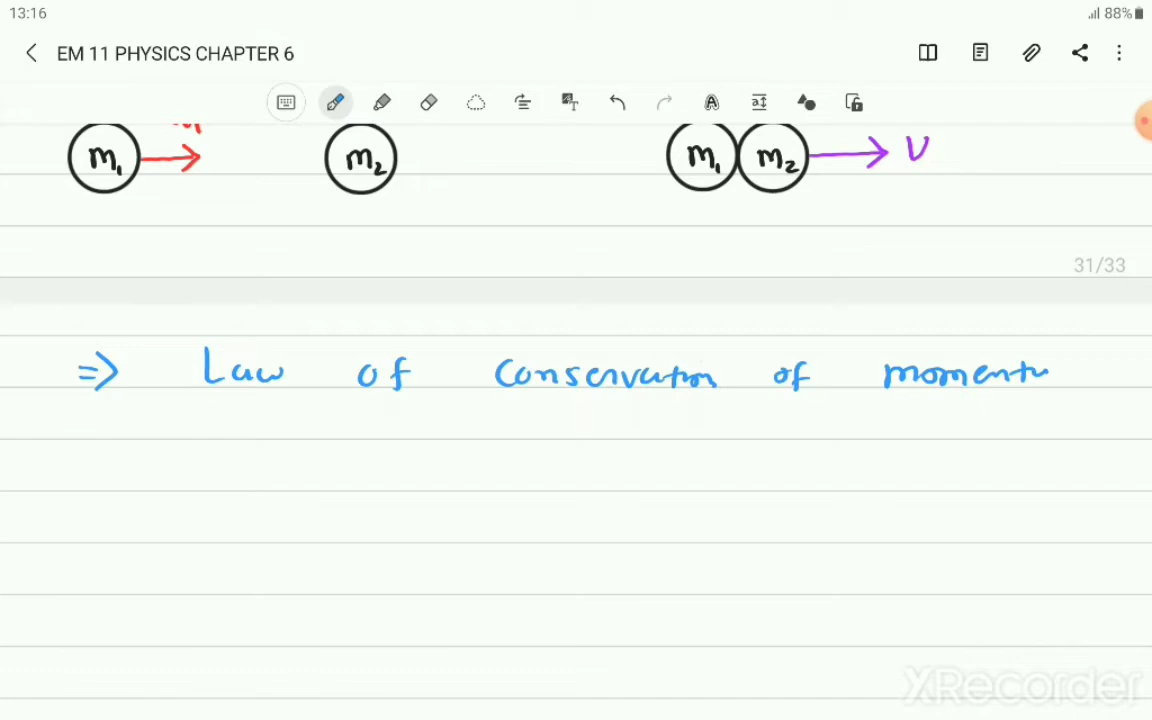 13:16 88%
EM 11 PHYSICS CHAPTER 6
m₁ m₂ m₁ m₂ V
31/33
=> Law of conservation of momentu
XRecorder